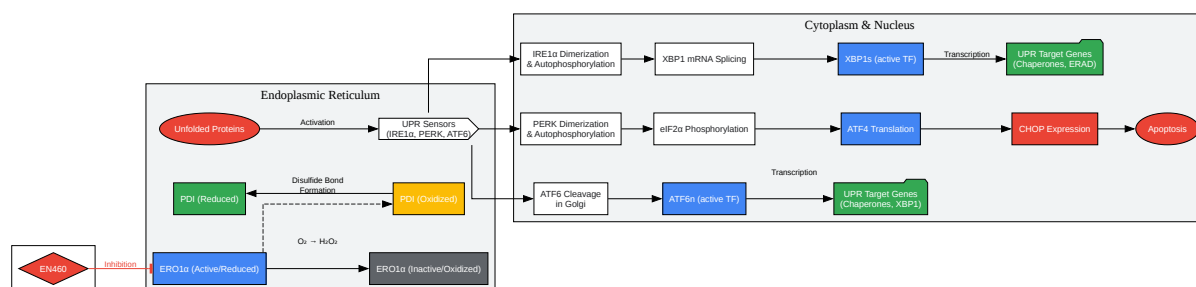 Cytoplasm & Nucleus
IRE1α Dimerization
& Autophosphorylation
XBP1 mRNA Splicing
XBP1s (active TF)
Transcription
UPR Target Genes
(Chaperones, ERAD)
Endoplasmic Reticulum
Unfolded Proteins
Activation
UPR Sensors
(IRE1α, PERK, ATF6)
PERK Dimerization
& Autophosphorylation
eIF2α Phosphorylation
ATF4 Translation
CHOP Expression
Apoptosis
PDI (Reduced)
Disulfide Bond
Formation
PDI (Oxidized)
ATF6 Cleavage
in Golgi
ATF6n (active TF)
Transcription
UPR Target Genes
(Chaperones, XBP1)
EN460
Inhibition
ERO1α (Active/Reduced)
O₂ → H₂O₂
ERO1α (Inactive/Oxidized)